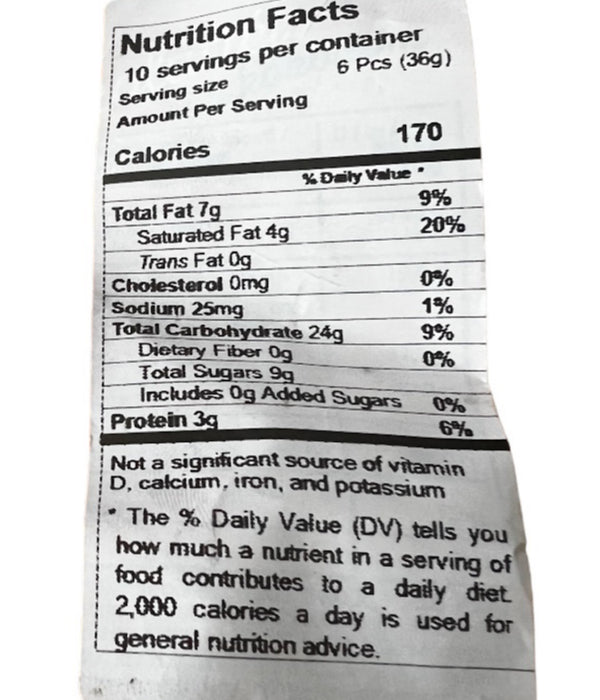 Nutrition Facts
10 servings per container
Serving size 6 Pcs (36g)
Amount Per Serving
Calories 170
% Daily Value *
Total Fat 7g 9%
Saturated Fat 4g 20%
Trans Fat 0g
Cholesterol 0mg 0%
Sodium 25mg 1%
Total Carbohydrate 24g 9%
Dietary Fiber 0g 0%
Total Sugars 9g
Includes 0g Added Sugars 0%
Protein 3g 6%
Not a significant source of vitamin
D, calcium, iron, and potassium
* The % Daily Value (DV) tells you
how much a nutrient in a serving of
food contributes to a daily diet.
2,000 calories a day is used for
general nutrition advice.